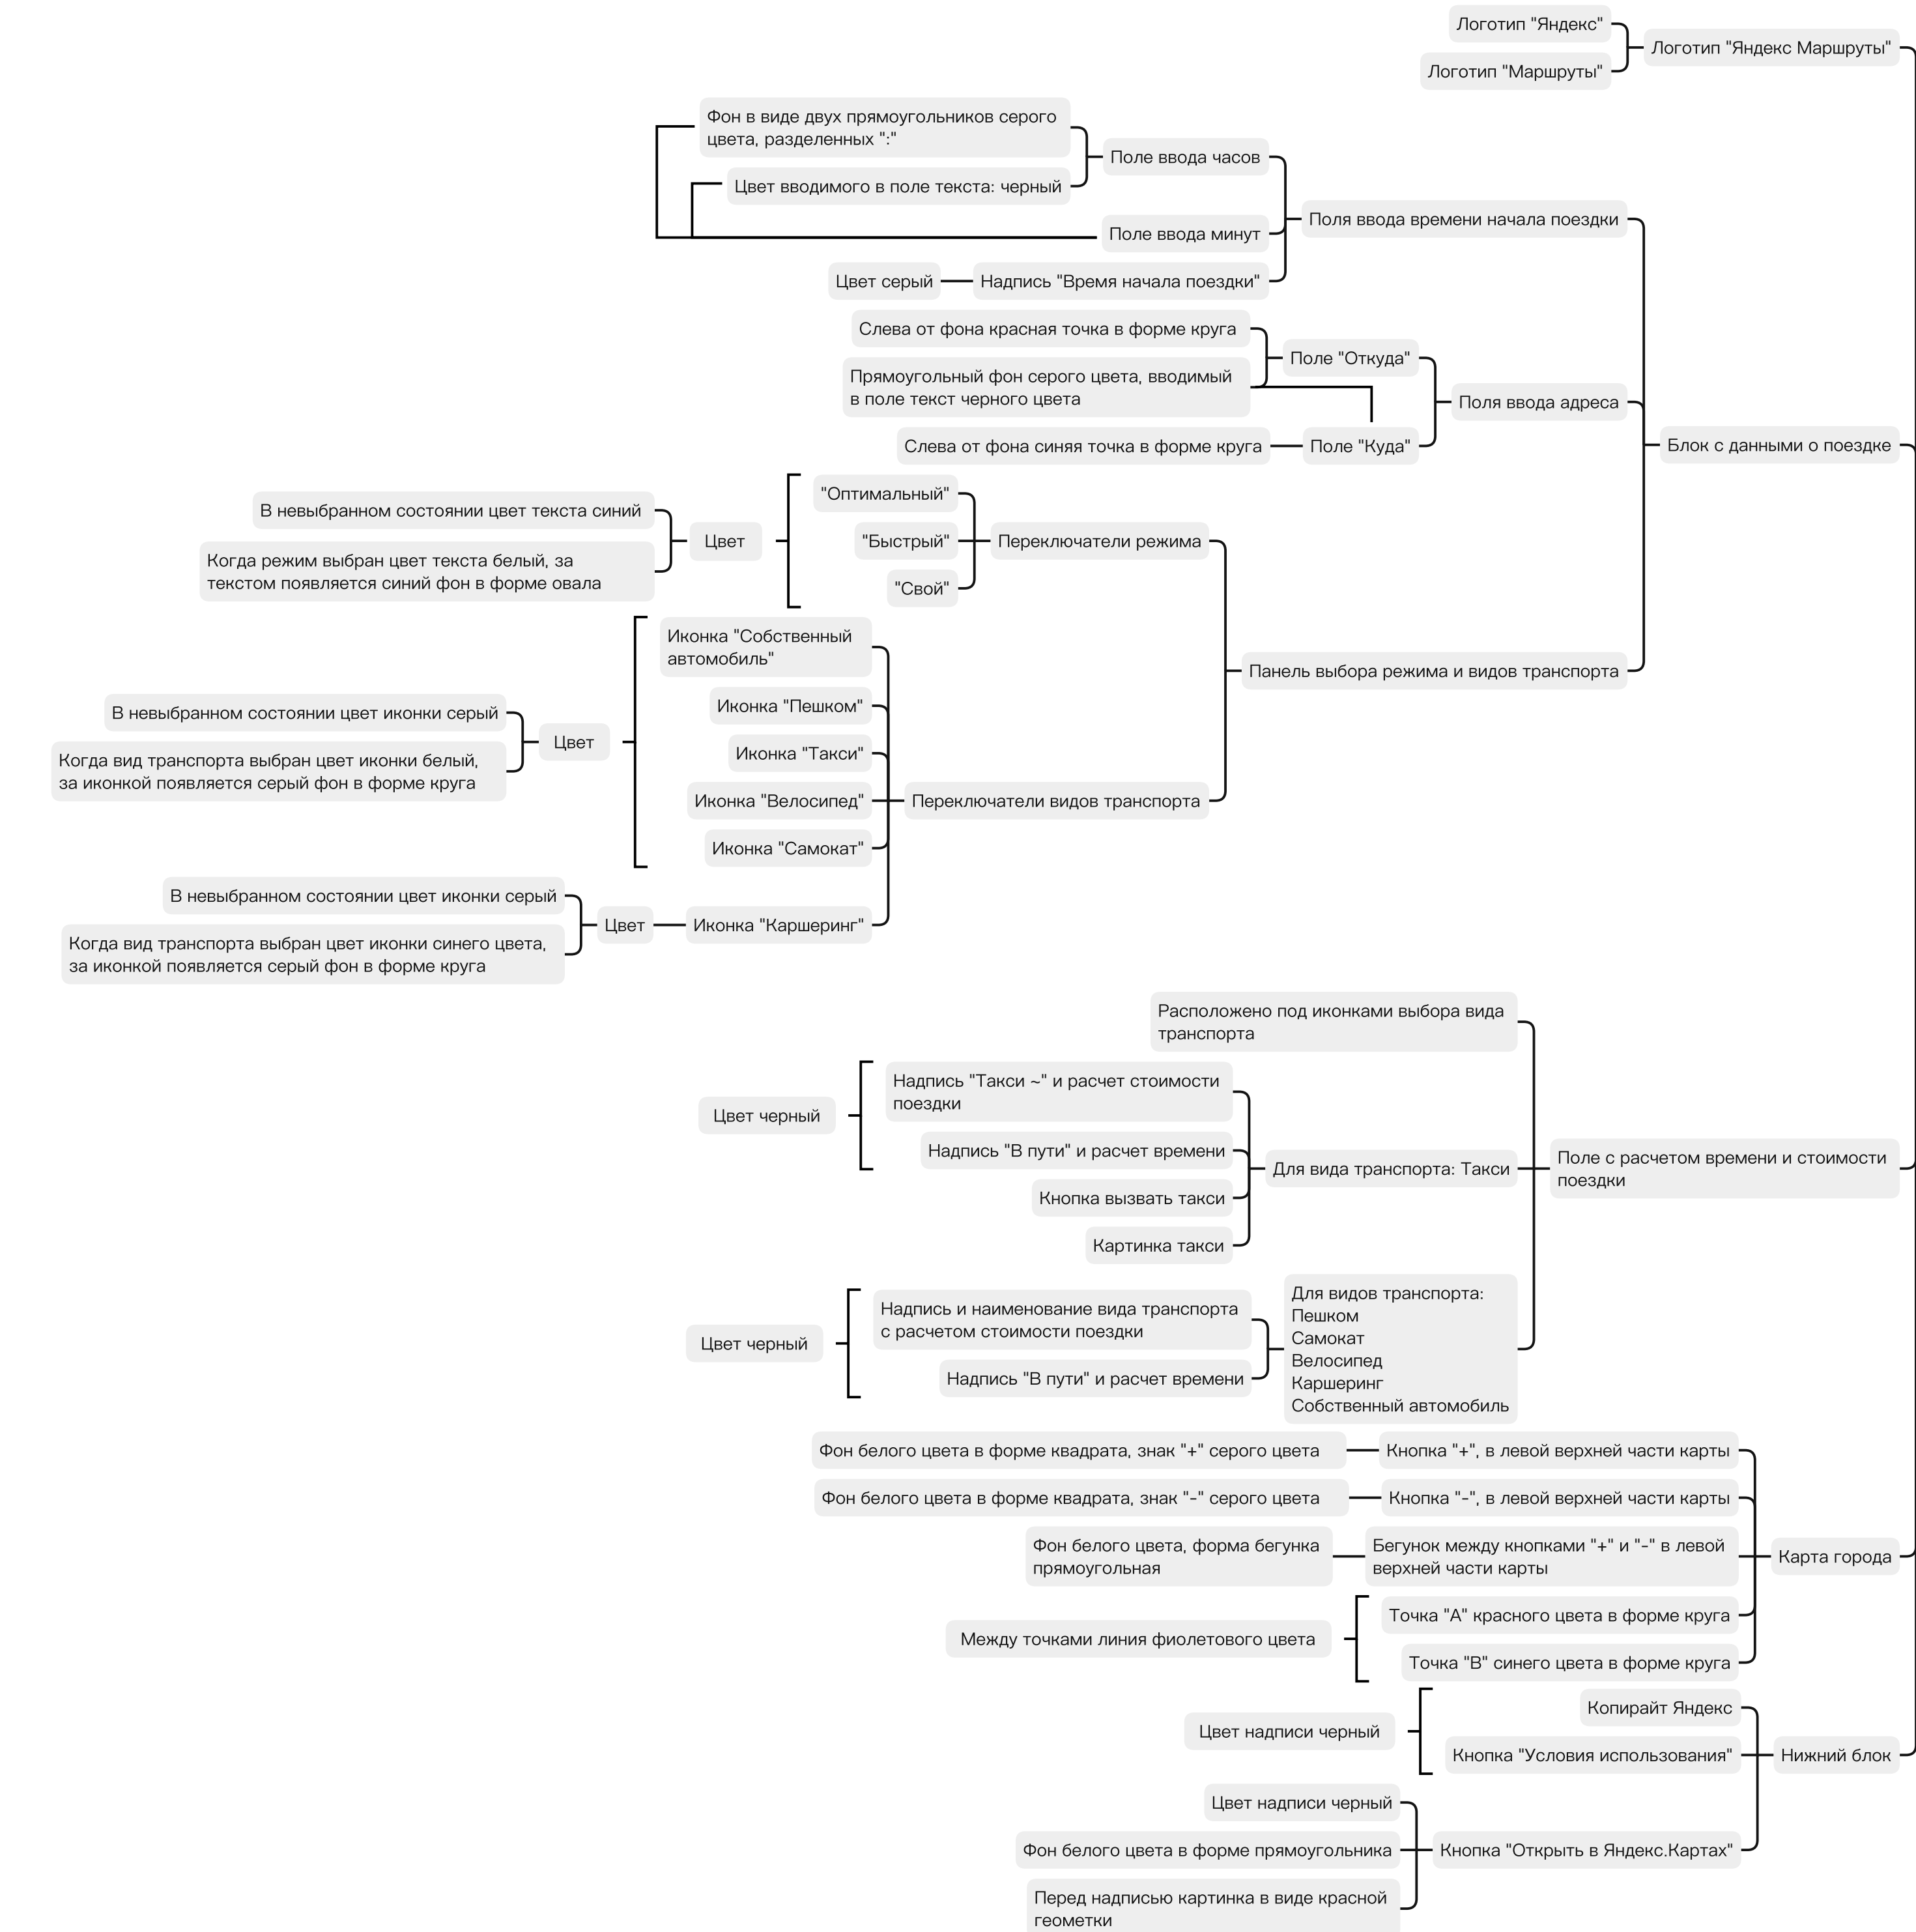 Логотип "Яндекс"
Логотип "Яндекс Маршруты"
Логотип "Маршруты"
Фон в виде двух прямоугольников серого
цвета, разделенных ":"
Поле ввода часов
Цвет вводимого в поле текста: черный
Поля ввода времени начала поездки
Поле ввода минут
Цвет серый
Надпись "Время начала поездки"
Слева от фона красная точка в форме круга
Поле "Откуда"
Прямоугольный фон серого цвета, вводимый
в поле текст черного цвета
Поля ввода адреса
Слева от фона синяя точка в форме круга
Поле "Куда"
Блок с данными о поездке
"Оптимальный"
В невыбранном состоянии цвет текста синий
Цвет
"Быстрый"
Переключатели режима
Когда режим выбран цвет текста белый, за
текстом появляется синий фон в форме овала
"Свой"
Иконка "Собственный
автомобиль"
Панель выбора режима и видов транспорта
Иконка "Пешком"
В невыбранном состоянии цвет иконки серый
Цвет
Иконка "Такси"
Когда вид транспорта выбран цвет иконки белый,
за иконкой появляется серый фон в форме круга
Иконка "Велосипед"
Переключатели видов транспорта
Иконка "Самокат"
В невыбранном состоянии цвет иконки серый
Цвет
Иконка "Каршеринг"
Когда вид транспорта выбран цвет иконки синего цвета,
за иконкой появляется серый фон в форме круга
Расположено под иконками выбора вида
транспорта
Надпись "Такси ~" и расчет стоимости
поездки
Цвет черный
Надпись "В пути" и расчет времени
Для вида транспорта: Такси
Поле с расчетом времени и стоимости
поездки
Кнопка вызвать такси
Картинка такси
Для видов транспорта:
Пешком
Самокат
Велосипед
Каршеринг
Собственный автомобиль
Надпись и наименование вида транспорта
с расчетом стоимости поездки
Цвет черный
Надпись "В пути" и расчет времени
Фон белого цвета в форме квадрата, знак "+" серого цвета
Кнопка "+", в левой верхней части карты
Фон белого цвета в форме квадрата, знак "-" серого цвета
Кнопка "-", в левой верхней части карты
Фон белого цвета, форма бегунка
прямоугольная
Бегунок между кнопками "+" и "-" в левой
верхней части карты
Карта города
Точка "А" красного цвета в форме круга
Между точками линия фиолетового цвета
Точка "В" синего цвета в форме круга
Копирайт Яндекс
Цвет надписи черный
Кнопка "Условия использования"
Нижний блок
Цвет надписи черный
Фон белого цвета в форме прямоугольника
Кнопка "Открыть в Яндекс.Картах"
Перед надписью картинка в виде красной
геометки